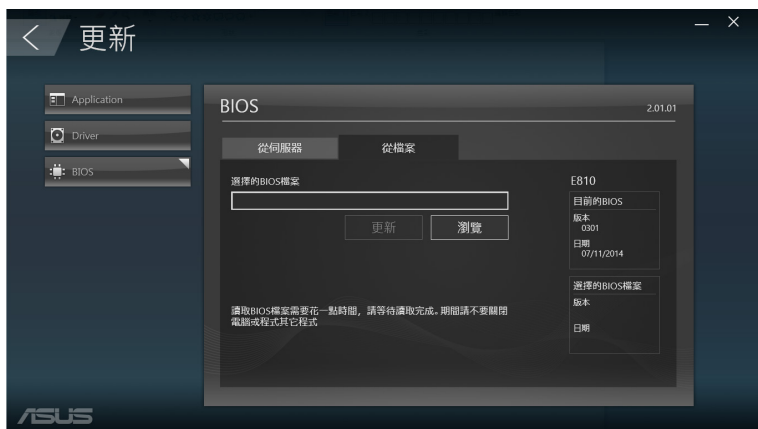 更新
Application
Driver
BIOS
BIOS
2.01.01
從伺服器
從檔案
選擇的BIOS檔案
更新
瀏覽
讀取BIOS檔案需要花一點時間，請等待讀取完成。期間請不要關閉
電腦或程式其它程式
E810
目前的BIOS
版本
0301
日期
07/11/2014
選擇的BIOS檔案
版本
日期
ASUS